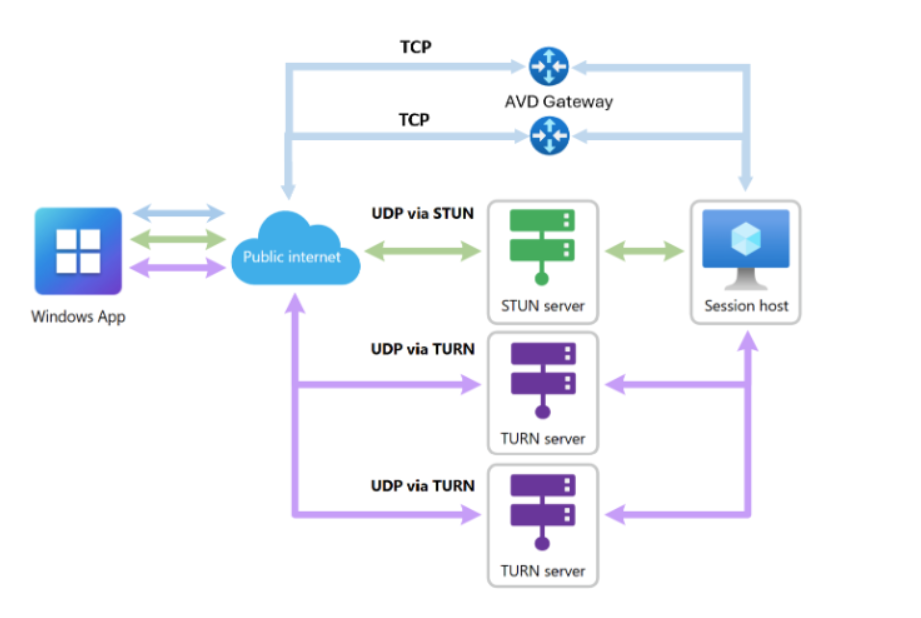 TCP
AVD Gateway
TCP
UDP via STUN
Public internet
STUN server
Session host
Windows App
UDP via TURN
TURN server
UDP via TURN
TURN server